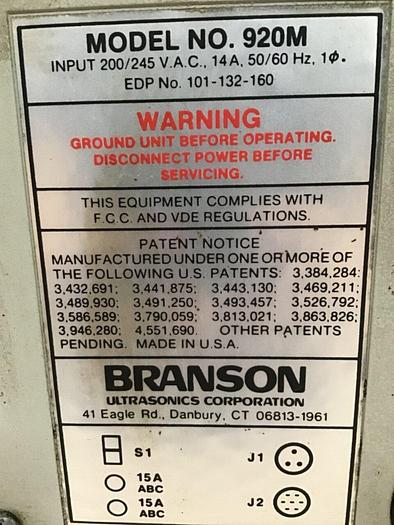 MODEL NO. 920M
INPUT 200/245 V.A.C., 14A, 50/60 Hz, 1ϕ.
EDP No. 101-132-160
WARNING
GROUND UNIT BEFORE OPERATING.
DISCONNECT POWER BEFORE
SERVICING.
THIS EQUIPMENT COMPLIES WITH
F.C.C. AND VDE REGULATIONS.
PATENT NOTICE
MANUFACTURED UNDER ONE OR MORE OF
THE FOLLOWING U.S. PATENTS: 3,384,284;
3,432,691; 3,441,875; 3,443,130; 3,469,211;
3,489,930; 3,491,250; 3,493,457; 3,526,792;
3,586,589; 3,790,059; 3,813,021; 3,863,826;
3,946,280; 4,551,690. OTHER PATENTS
PENDING. MADE IN U.S.A.
BRANSON
ULTRASONICS CORPORATION
41 Eagle Rd., Danbury, CT 06813-1961
S1 J1
15A
ABC
15A J2
ABC